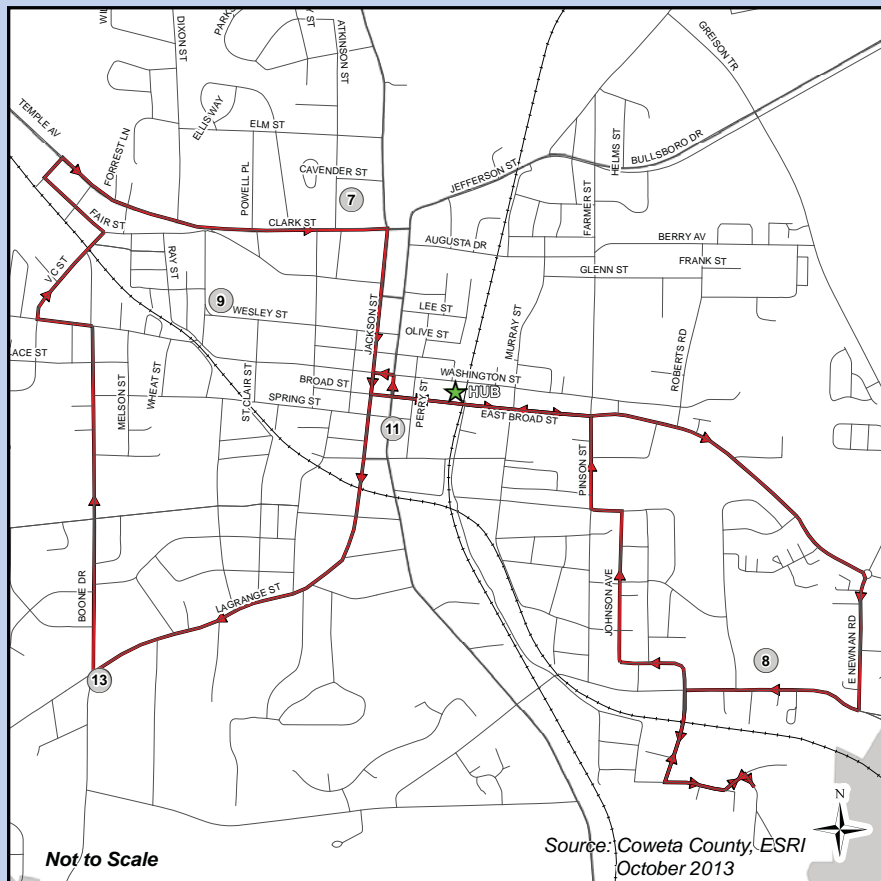 WI
DIXON ST
PARKS
ATKINSON ST
GREISON TR
TEMPLE AV
FORREST LN
ELLIS WAY
ELM ST
HELMS ST
BULLSBORO DR
POWELL PL
CAVENDER ST
JEFFERSON ST
FARMER ST
7
FAIR ST
CLARK ST
AUGUSTA DR
BERRY AV
V.C ST
RAY ST
GLENN ST
FRANK ST
9
WESLEY ST
JACKSON ST
LEE ST
OLIVE ST
MURRAY ST
ROBERTS RD
LACE ST
MELSON ST
WHEAT ST
ST.CLAIR ST
BROAD ST
SPRING ST
PERRY ST
WASHINGTON ST
HUB
EAST BROAD ST
11
PINSON ST
BOONE DR
LAGRANGE ST
JOHNSON AVE
E NEWNAN RD
8
13
N
Not to Scale
Source: Coweta County, ESRI
October 2013